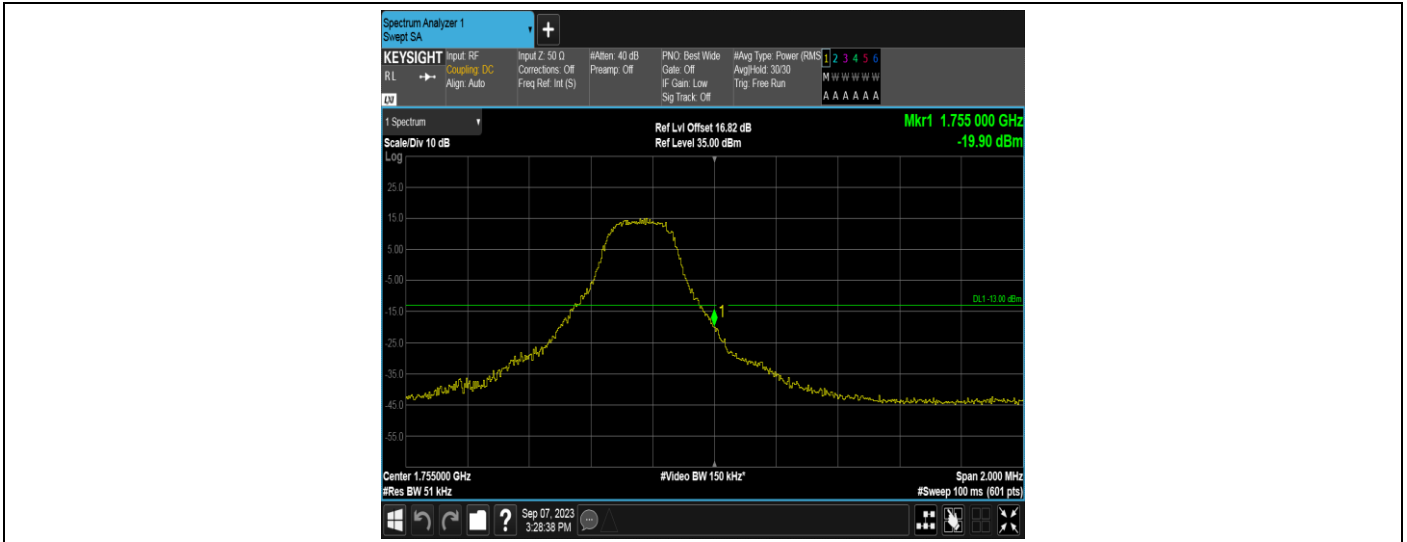 Spectrum Analyzer 1
Swept SA
+
KEYSIGHT
RL
LXI
Input: RF
Coupling: DC
Align: Auto
Input Z: 50 Ω
Corrections: Off
Freq Ref: Int (S)
#Atten: 40 dB
Preamp: Off
PNO: Best Wide
Gate: Off
IF Gain: Low
Sig Track: Off
#Avg Type: Power (RMS
Avg|Hold: 30/30
Trig: Free Run
1 2 3 4 5 6
M W W W W W
A A A A A A
1 Spectrum
Scale/Div 10 dB
Ref Lvl Offset 16.82 dB
Ref Level 35.00 dBm
Mkr1 1.755 000 GHz
-19.90 dBm
Log
25.0
15.0
5.00
-5.00
-15.0
-25.0
-35.0
-45.0
-55.0
DL1 -13.00 dBm
1
Center 1.755000 GHz
#Res BW 51 kHz
#Video BW 150 kHz*
Span 2.000 MHz
#Sweep 100 ms (601 pts)
?
Sep 07, 2023
3:28:38 PM